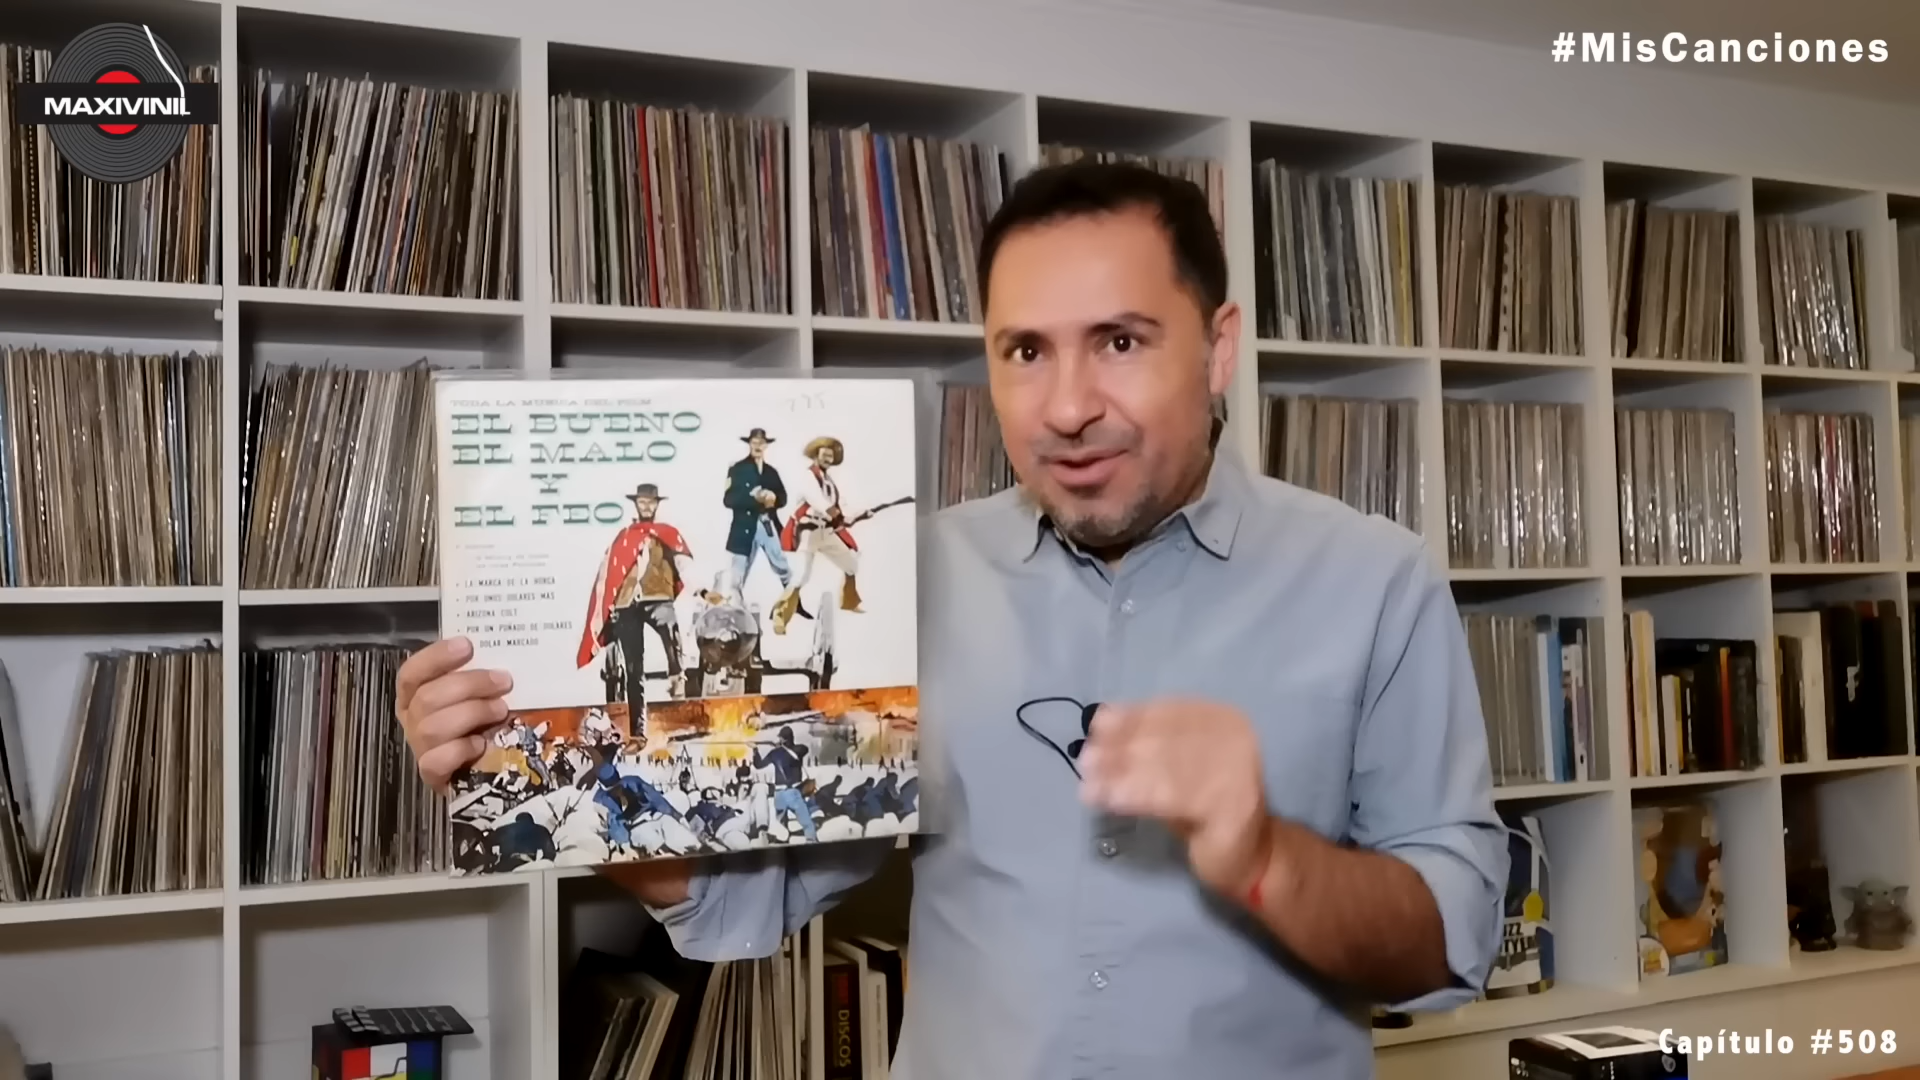 MAXIVINIL
#MisCanciones
TODA LA MUSICA DEL FILM
EL BUENO
EL MALO
Y
EL FEO
LA MARCA DE LA HORCA
POR UNOS DOLARES MAS
ARIZONA COLT
POR UN PUÑADO DE DOLARES
DOLAR MARCADO
DISCOS
Capítulo #508